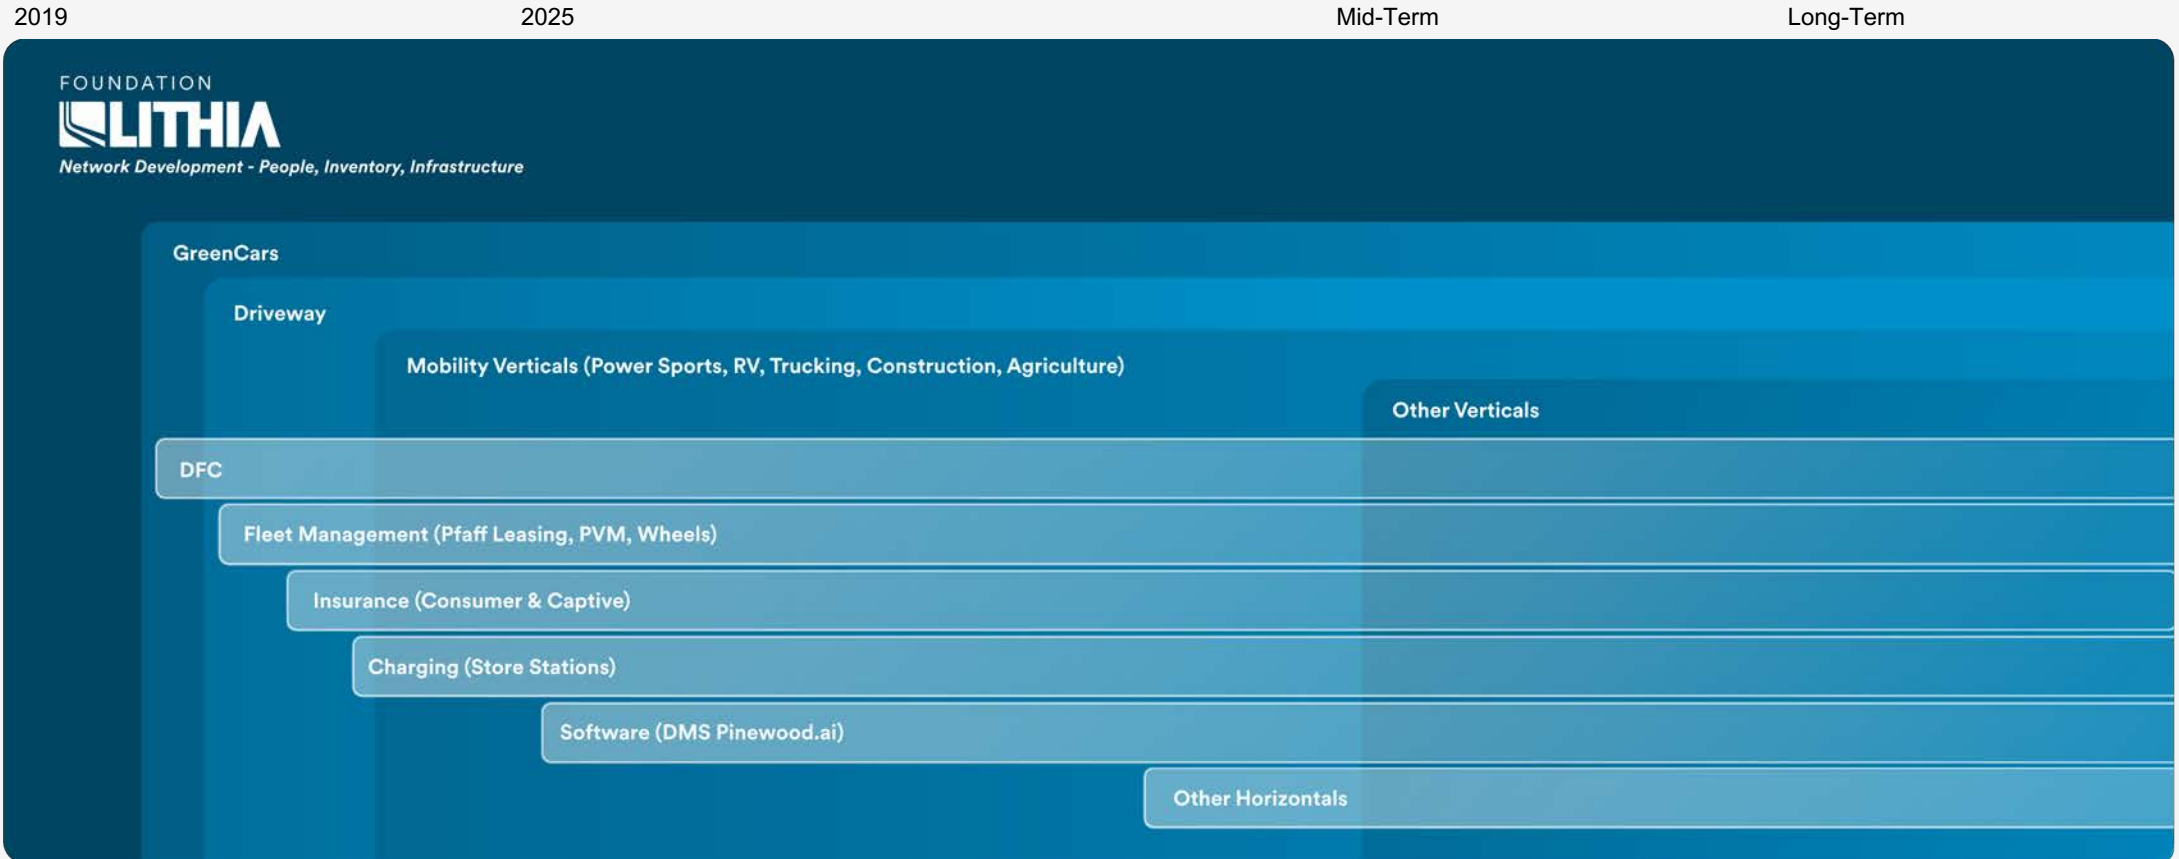 2019 2025 Mid-Term Long-Term
FOUNDATION
LITHIA
Network Development - People, Inventory, Infrastructure
GreenCars
Driveway
Mobility Verticals (Power Sports, RV, Trucking, Construction, Agriculture)
Other Verticals
DFC
Fleet Management (Pfaff Leasing, PVM, Wheels)
Insurance (Consumer & Captive)
Charging (Store Stations)
Software (DMS Pinewood.ai)
Other Horizontals